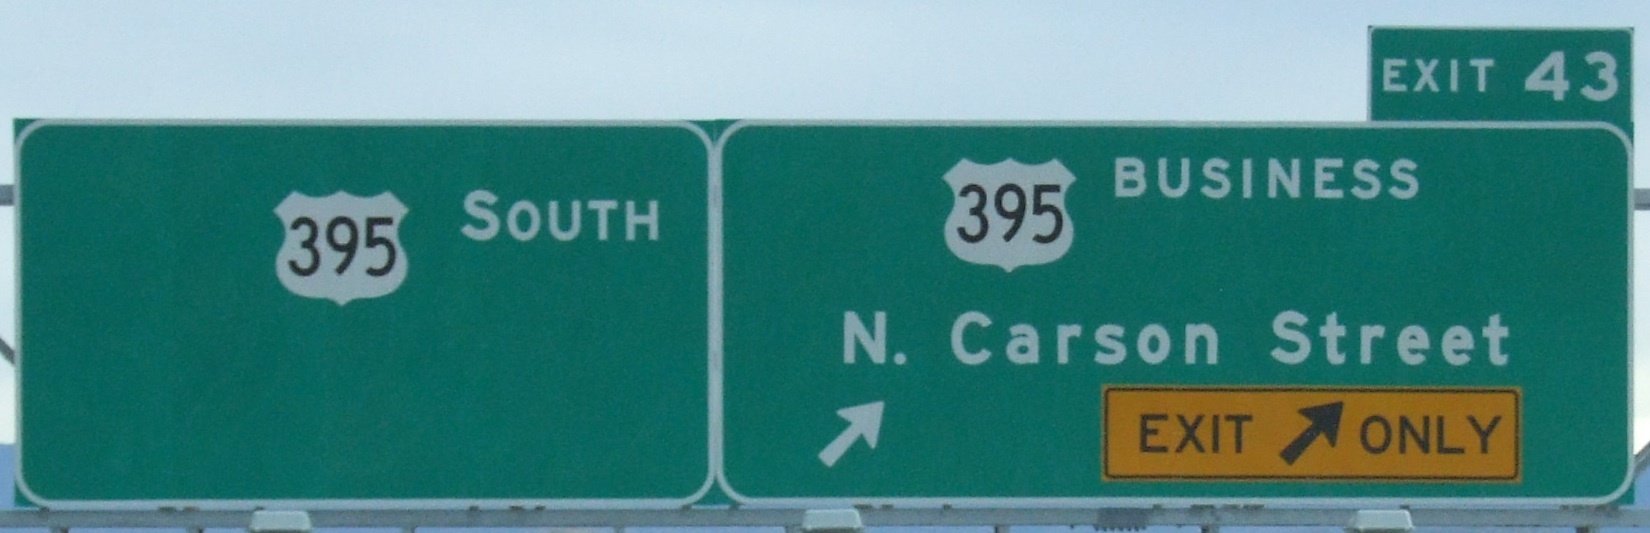 395 SOUTH
EXIT 43
395 BUSINESS
N. Carson Street
EXIT ONLY